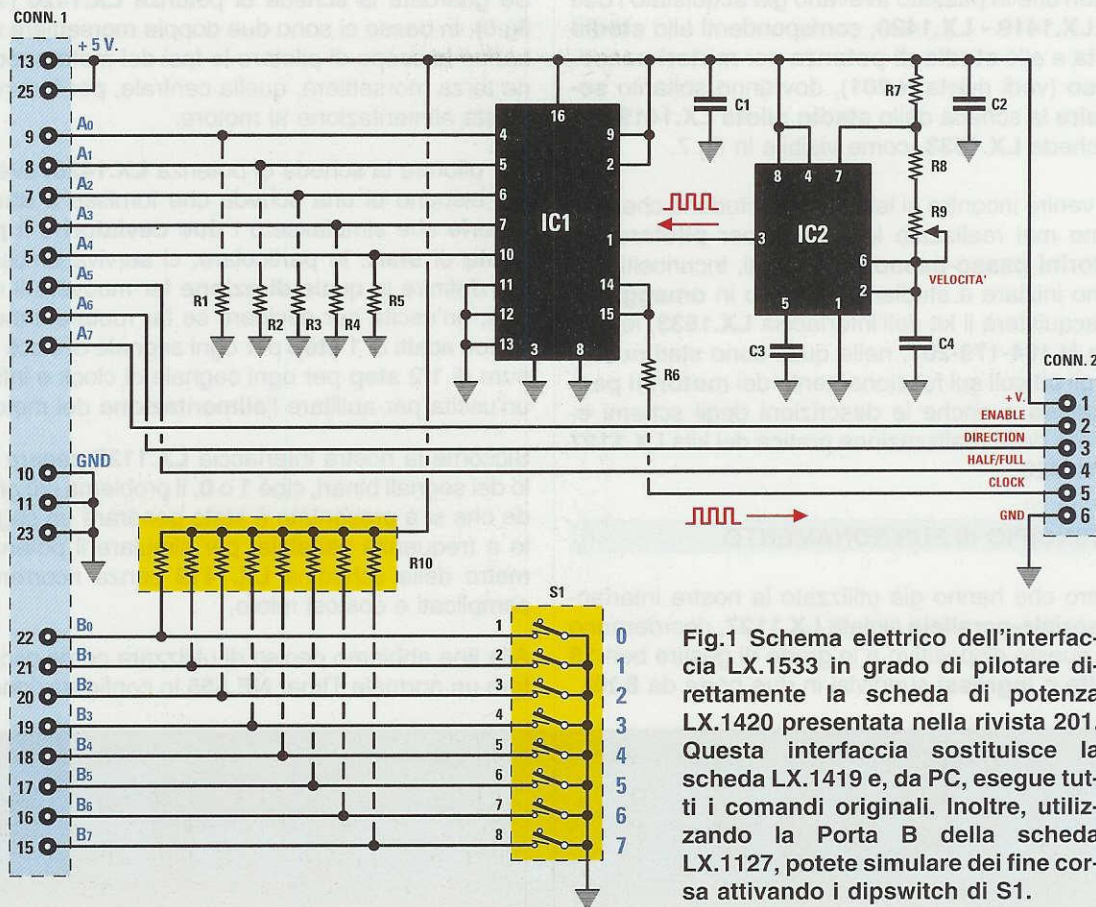 CONN. 1
+ 5 V.
13
25
9 A0
8 A1
7 A2
6 A3
5 A4
4 A5
3 A6
2 A7
R1
R2
R3
R4
R5
16
4
5
6
7
10
11
12
13
3
8
9
2
1
14
15
IC1
C1
R6
8
4
7
3
IC2
6
2
5
1
C3
C4
R7
R8
R9
VELOCITA'
C2
CONN. 2
+ V. 1
ENABLE 2
DIRECTION 3
HALF/FULL 4
CLOCK 5
GND 6
10 GND
11
23
R10
22 B0
21 B1
20 B2
19 B3
18 B4
17 B5
16 B6
15 B7
S1
1 0
2 1
3 2
4 3
5 4
6 5
7 6
8 7
Fig.1 Schema elettrico dell'interfac-
cia LX.1533 in grado di pilotare di-
rettamente la scheda di potenza
LX.1420 presentata nella rivista 201.
Questa interfaccia sostituisce la
scheda LX.1419 e, da PC, esegue tut-
ti i comandi originali. Inoltre, utiliz-
zando la Porta B della scheda
LX.1127, potete simulare dei fine cor-
sa attivando i dipswitch di S1.